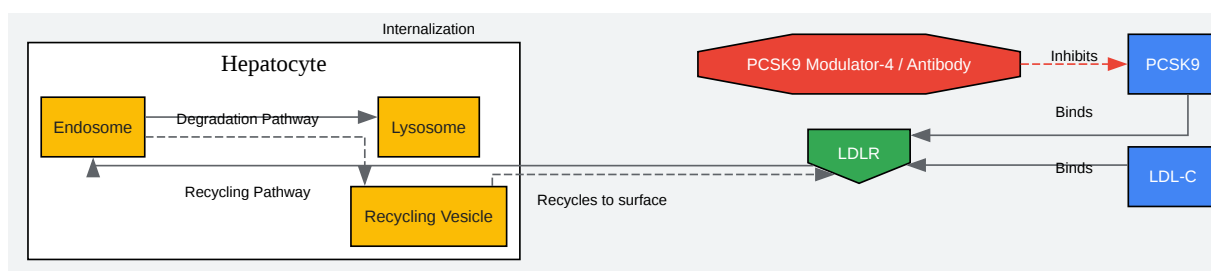 Internalization
Hepatocyte
PCSK9 Modulator-4 / Antibody
Inhibits
PCSK9
Endosome
Degradation Pathway
Lysosome
Binds
LDLR
Binds
LDL-C
Recycling Pathway
Recycling Vesicle
Recycles to surface